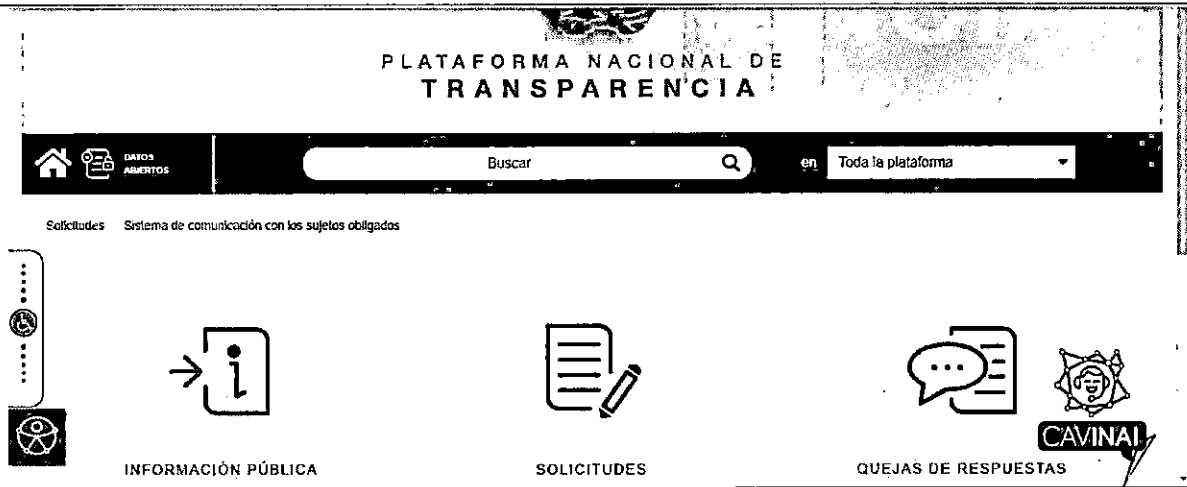 PLATAFORMA NACIONAL DE
TRANSPARENCIA
DATOS
ABIERTOS
Buscar
en
Toda la plataforma
Solicitudes Sistema de comunicación con los sujetos obligados
INFORMACIÓN PÚBLICA
SOLICITUDES
QUEJAS DE RESPUESTAS
CAVINAI